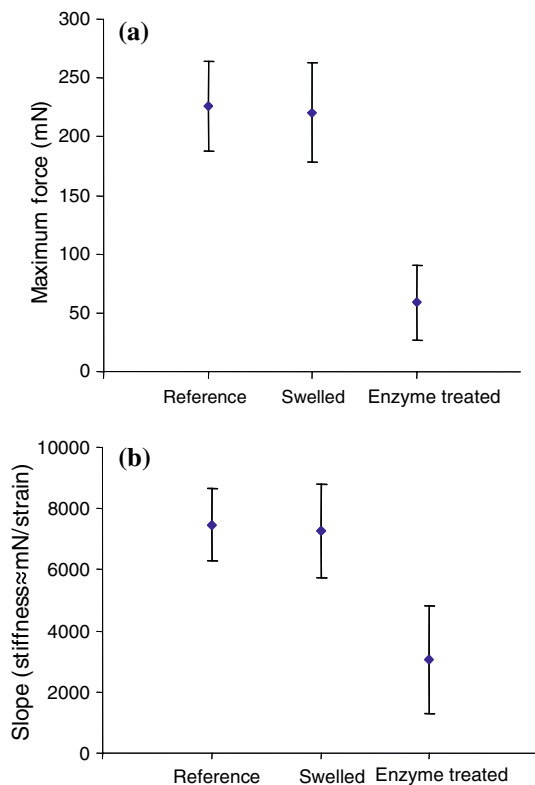 (a)
Maximum force (mN)
300
250
200
150
100
50
0
Reference
Swelled
Enzyme treated
(b)
Slope (stiffness≈mN/strain)
10000
8000
6000
4000
2000
0
Reference
Swelled
Enzyme treated